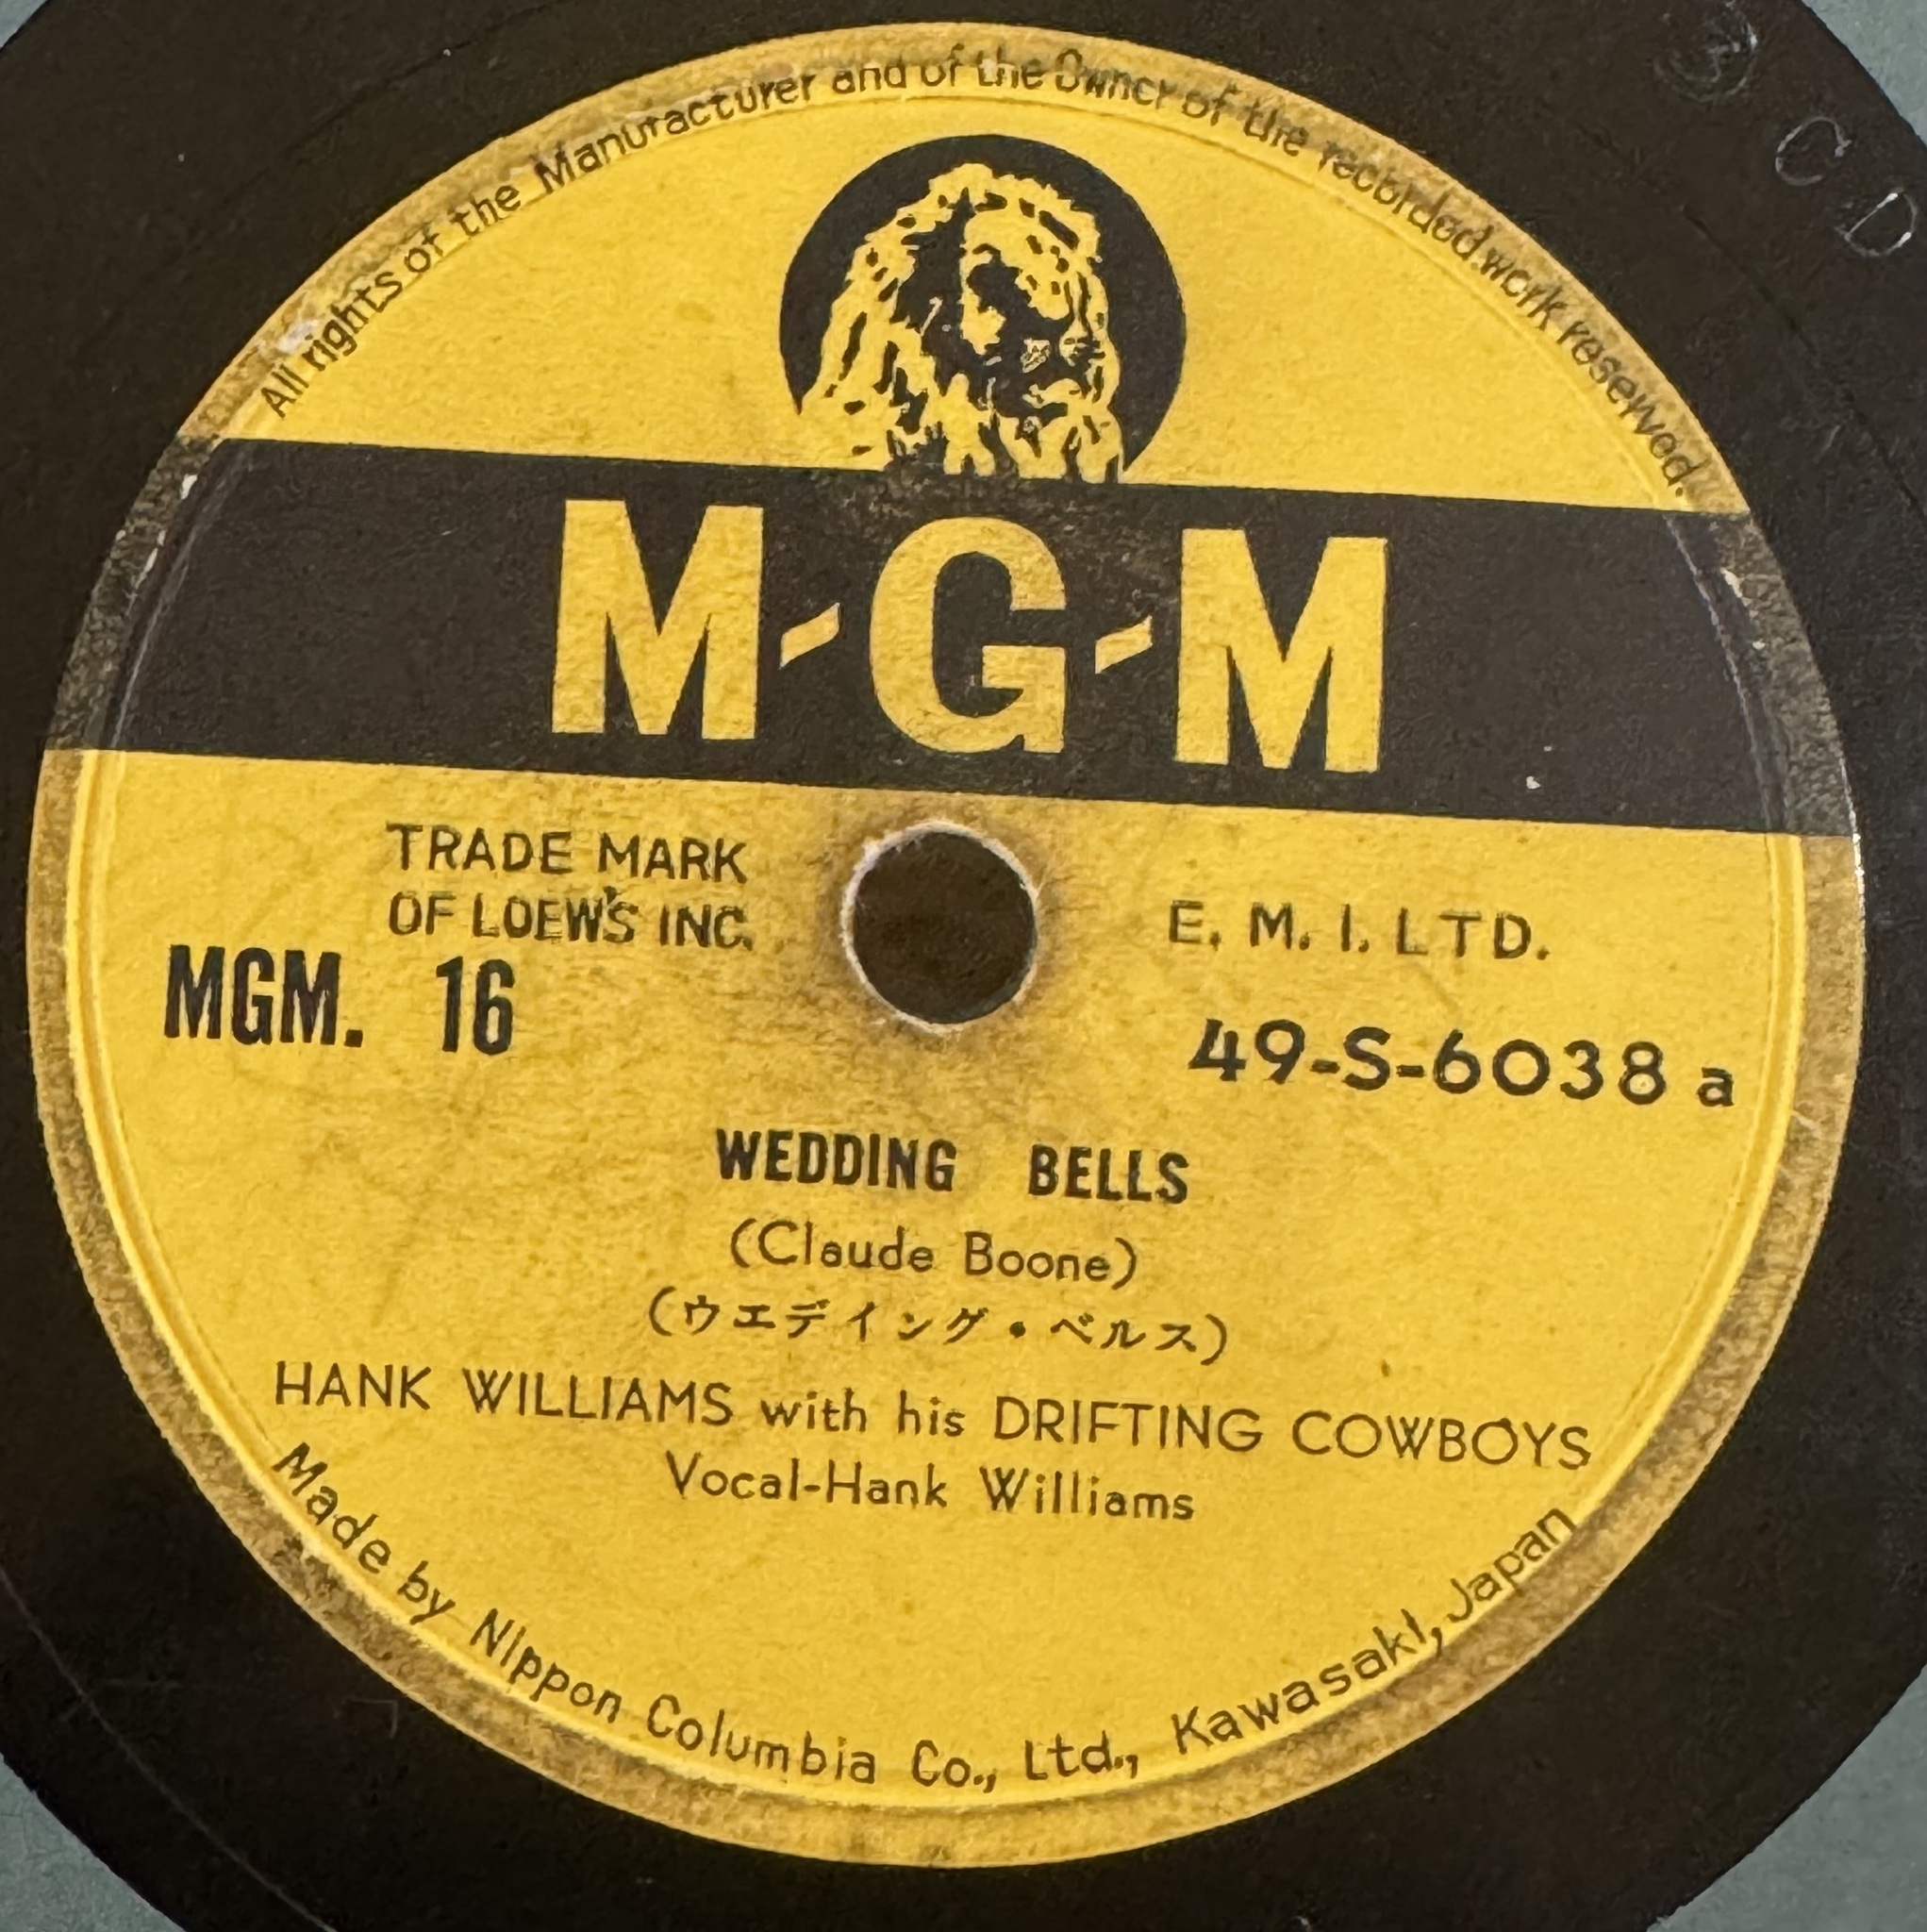 All rights of the Manufacturer and of the Owner of the recorded work reserved.
M-G-M
TRADE MARK
OF LOEW'S INC.
E. M. I. LTD.
MGM. 16
49-S-6038 a
WEDDING BELLS
(Claude Boone)
(ウエデイング・ベルス)
HANK WILLIAMS with his DRIFTING COWBOYS
Vocal-Hank Williams
Made by Nippon Columbia Co., Ltd., Kawasaki, Japan
C D